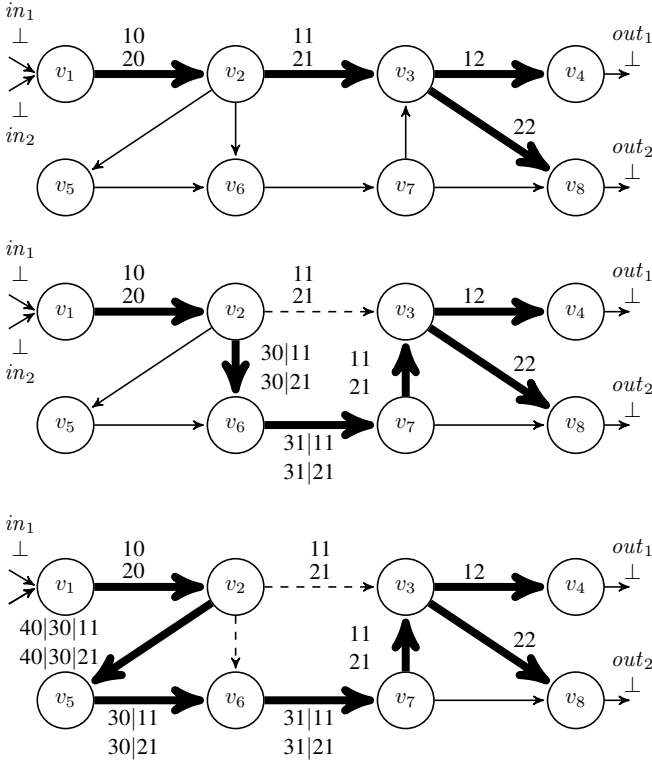 in₁ 10 11 out₁
⊥ 20 21 12 ⊥
v₁ v₂ v₃ v₄
⊥ 22
in₂ out₂
⊥
v₅ v₆ v₇ v₈
in₁ 10 11 out₁
⊥ 20 21 12 ⊥
v₁ v₂ v₃ v₄
⊥ 30|11 11 22
in₂ 30|21 21 out₂
⊥
v₅ v₆ v₇ v₈
31|11
31|21
in₁ 10 11 out₁
⊥ 20 21 12 ⊥
v₁ v₂ v₃ v₄
40|30|11 11 22
40|30|21 21 out₂
⊥
v₅ v₆ v₇ v₈
30|11 31|11
30|21 31|21